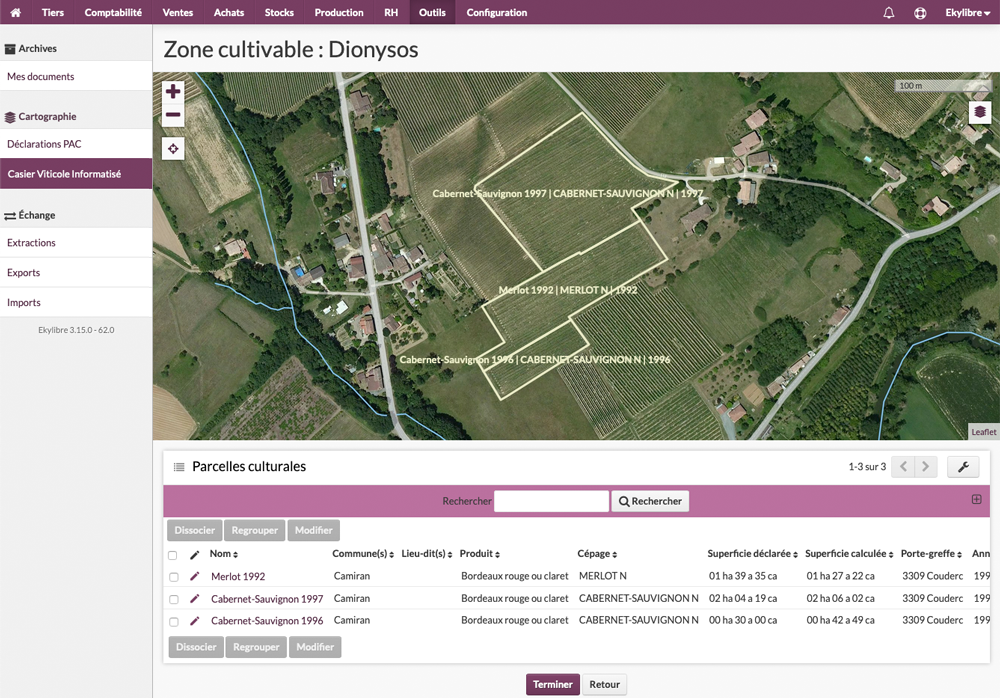 Tiers Comptabilité Ventes Achats Stocks Production RH Outils Configuration Ekylibre
Archives
Mes documents
Cartographie
Déclarations PAC
Casier Viticole Informatisé
Échange
Extractions
Exports
Imports
Ekylibre 3.15.0 - 62.0
Zone cultivable : Dionysos
100 m
Cabernet-Sauvignon 1997 | CABERNET-SAUVIGNON N | 1997
Merlot 1992 | MERLOT N | 1992
Cabernet-Sauvignon 1996 | CABERNET-SAUVIGNON N | 1996
Leaflet
Parcelles culturales 1-3 sur 3
Rechercher Rechercher
Dissocier Regrouper Modifier
Nom Commune(s) Lieu-dit(s) Produit Cépage Superficie déclarée Superficie calculée Porte-greffe Ann
Merlot 1992 Camiran Bordeaux rouge ou claret MERLOT N 01 ha 39 a 35 ca 01 ha 27 a 22 ca 3309 Couderc 199
Cabernet-Sauvignon 1997 Camiran Bordeaux rouge ou claret CABERNET-SAUVIGNON N 02 ha 04 a 19 ca 02 ha 06 a 02 ca 3309 Couderc 199
Cabernet-Sauvignon 1996 Camiran Bordeaux rouge ou claret CABERNET-SAUVIGNON N 00 ha 30 a 00 ca 00 ha 42 a 49 ca 3309 Couderc 199
Dissocier Regrouper Modifier
Terminer Retour